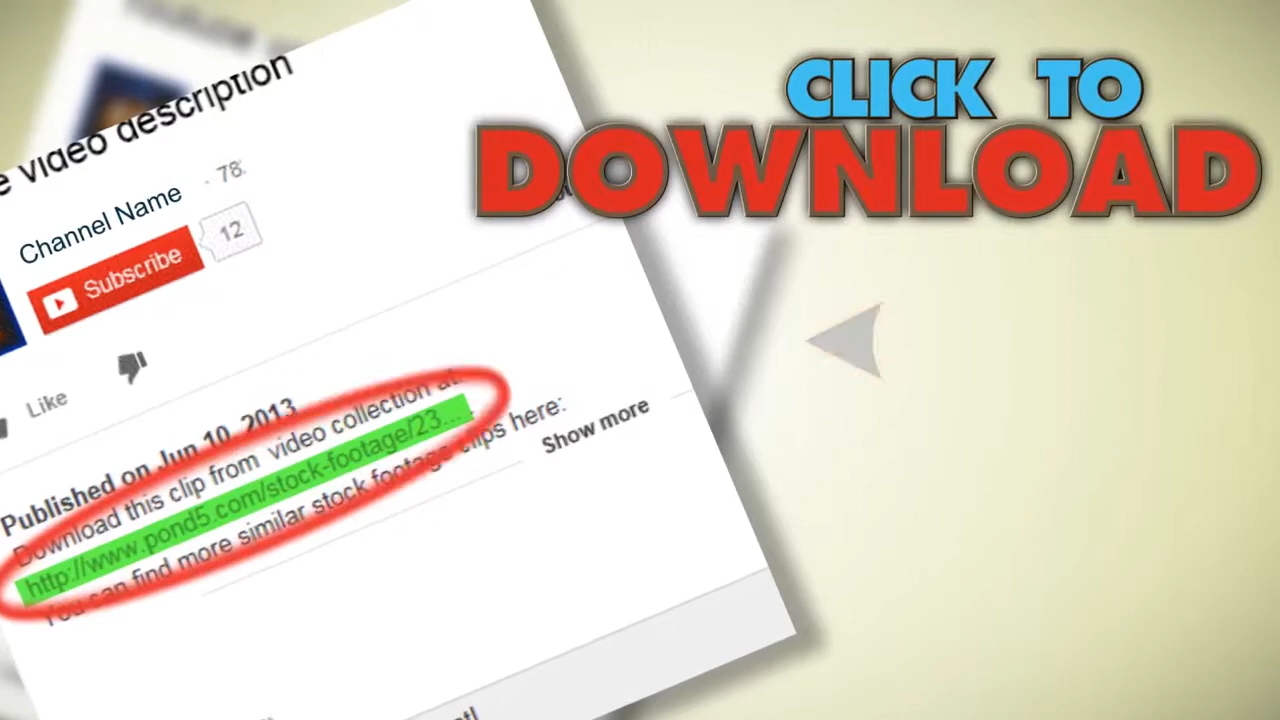 CLICK TO
DOWNLOAD
e video description
Channel Name
78
Subscribe
12
Like
Published on Jun 10, 2013
Download this clip from video collection at
http://www.pond5.com/stock-footage/23...
You can find more similar stock footage clips here:
Show more